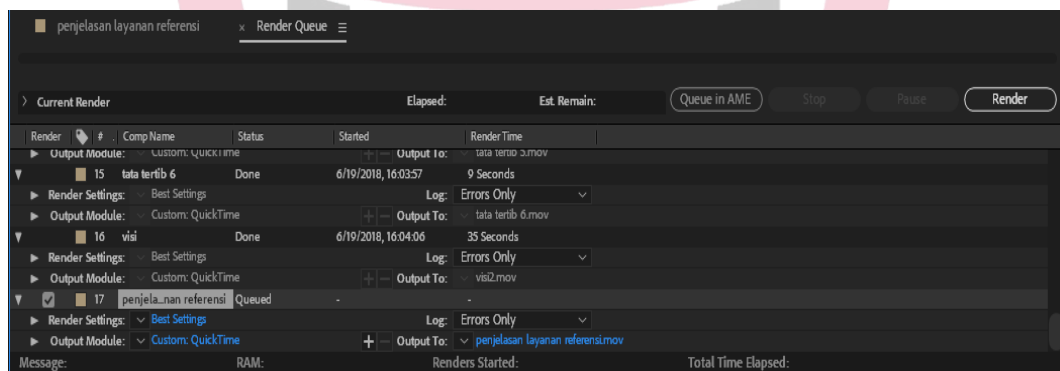 penjelasan layanan referensi × Render Queue ≡
> Current Render Elapsed: Est. Remain: Queue in AME Stop Pause Render
Render # . Comp Name Status Started Render Time
Output Module: Custom: QuickTime + - Output To: tata tertib 5.mov
15 tata tertib 6 Done 6/19/2018, 16:03:57 9 Seconds
Render Settings: Best Settings Log: Errors Only
Output Module: Custom: QuickTime + - Output To: tata tertib 6.mov
16 visi Done 6/19/2018, 16:04:06 35 Seconds
Render Settings: Best Settings Log: Errors Only
Output Module: Custom: QuickTime + - Output To: visi2.mov
17 penjela...nan referensi Queued - -
Render Settings: Best Settings Log: Errors Only
Output Module: Custom: QuickTime + - Output To: penjelasan layanan referensi.mov
Message: RAM: Renders Started: Total Time Elapsed: